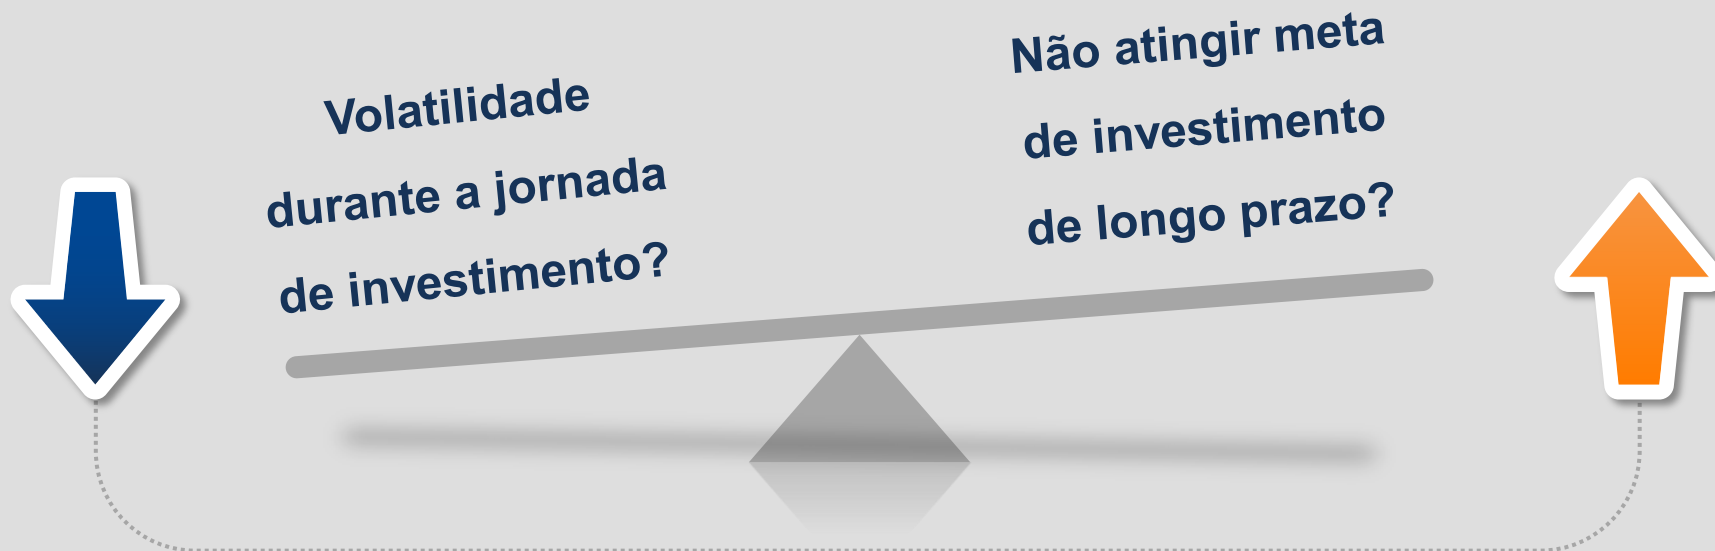 Volatilidade
durante a jornada
de investimento?
Não atingir meta
de investimento
de longo prazo?